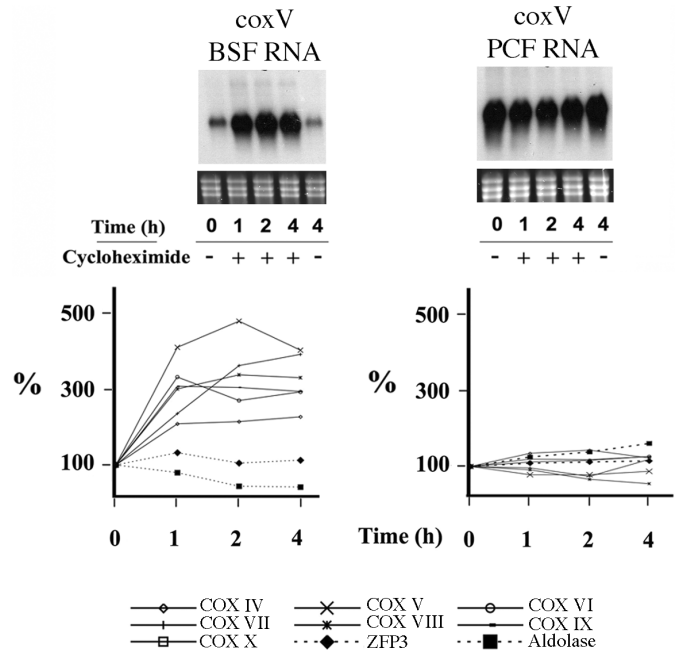 coxV coxV
BSF RNA PCF RNA
Time (h) 0 1 2 4 4 0 1 2 4 4
Cycloheximide - + + + - - + + + -
500 500
% 300 % 300
100 100
0 1 2 4 Time (h) 0 1 2 4
COX IV COX V COX VI
COX VII COX VIII COX IX
COX X ZFP3 Aldolase